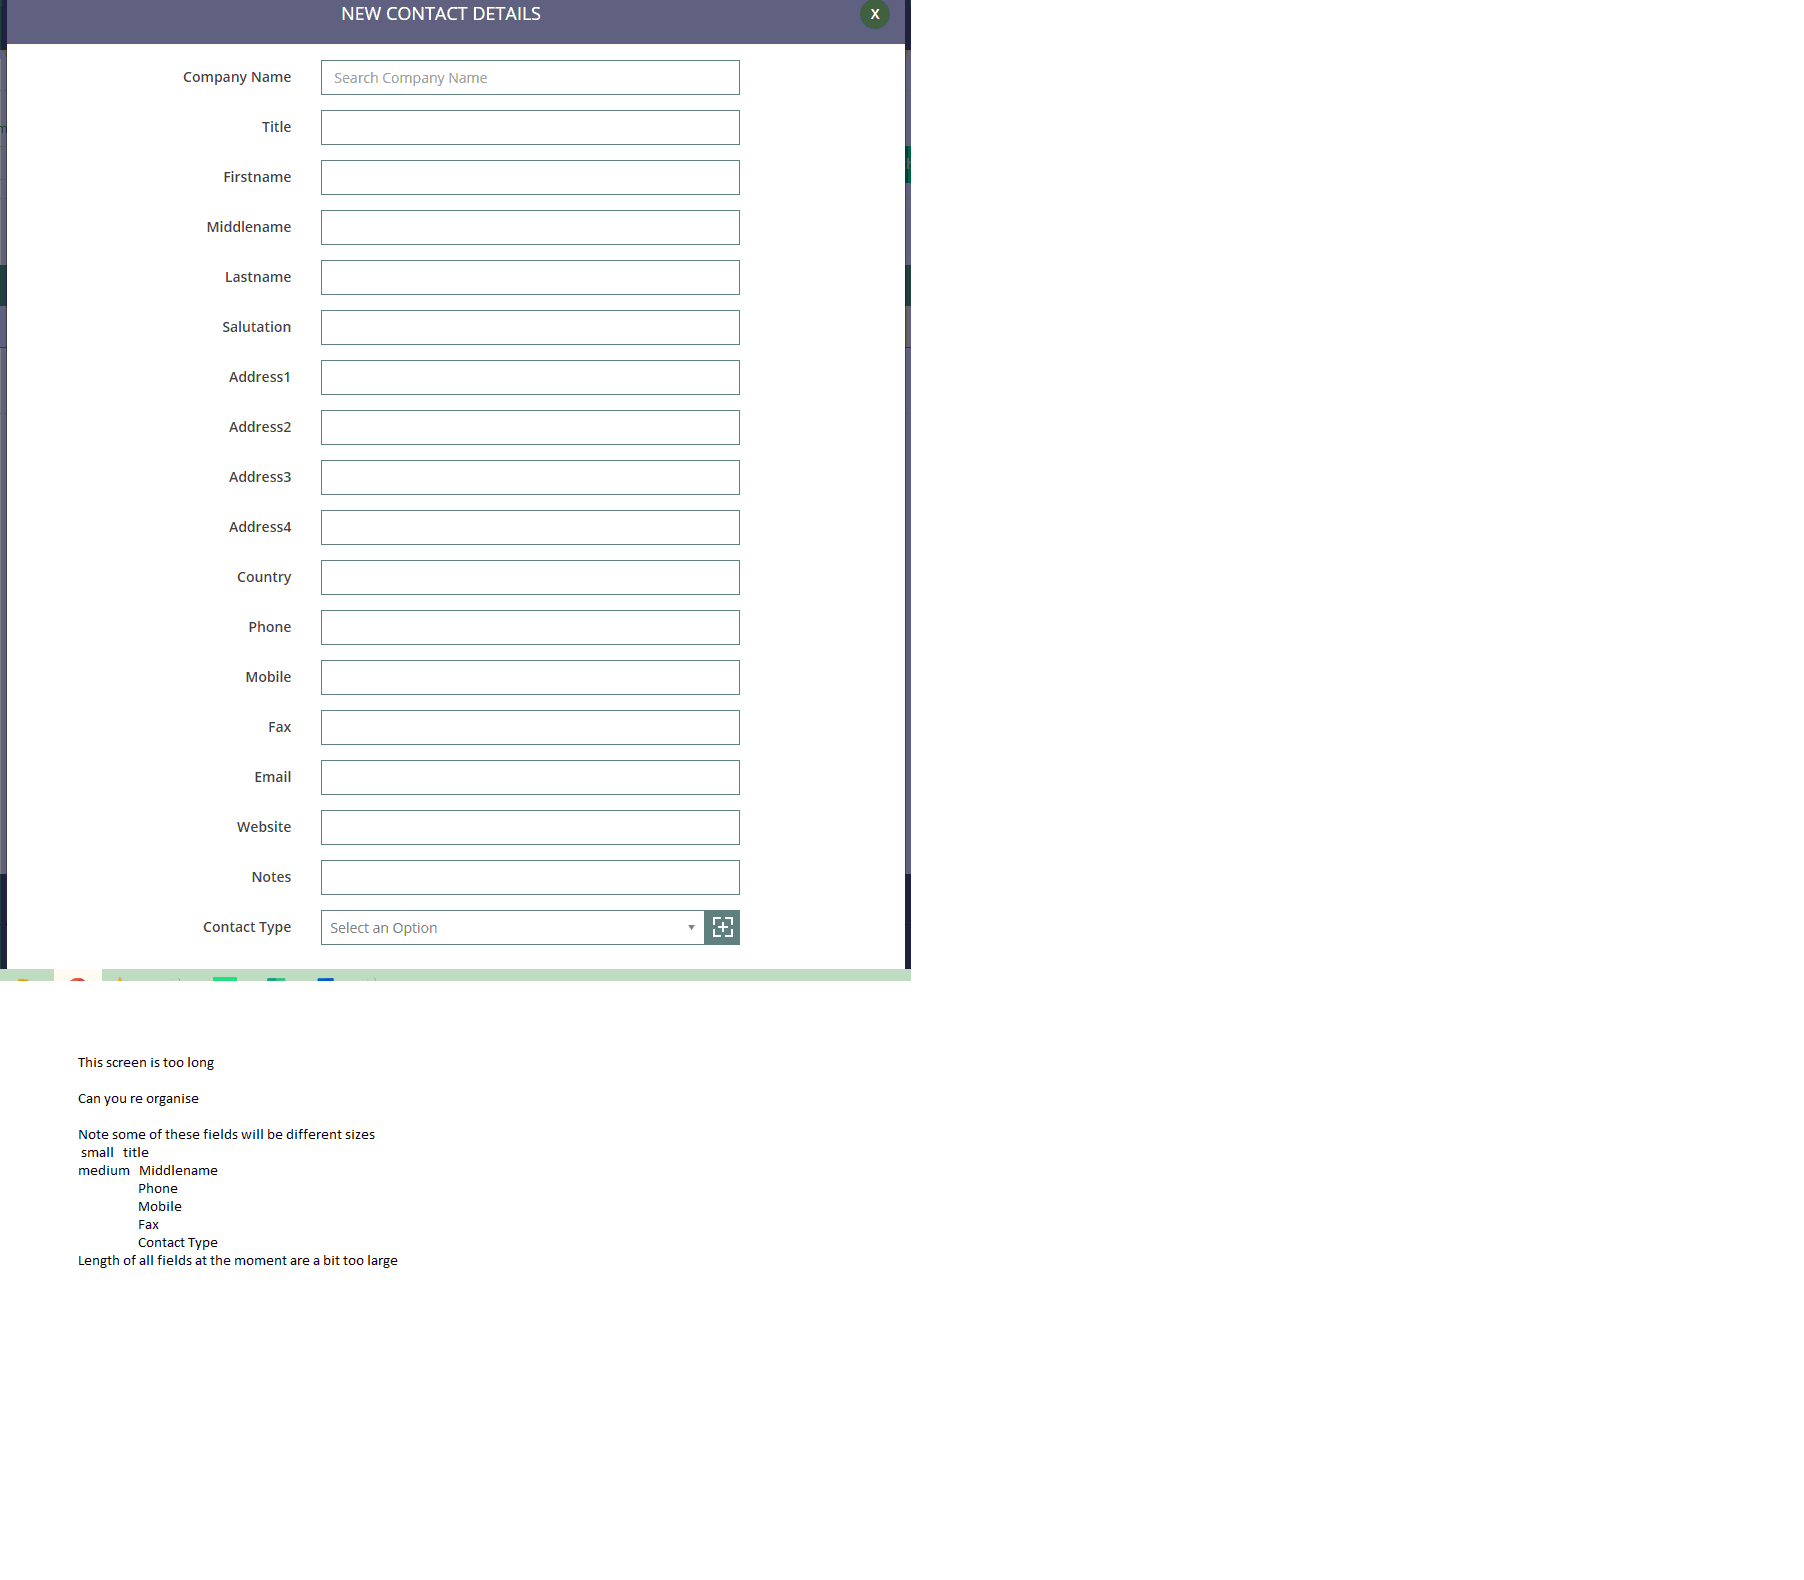 NEW CONTACT DETAILS X
Company Name Search Company Name
Title
Firstname
Middlename
Lastname
Salutation
Address1
Address2
Address3
Address4
Country
Phone
Mobile
Fax
Email
Website
Notes
Contact Type Select an Option
This screen is too long
Can you re organise
Note some of these fields will be different sizes
small title
medium Middlename
Phone
Mobile
Fax
Contact Type
Length of all fields at the moment are a bit too large